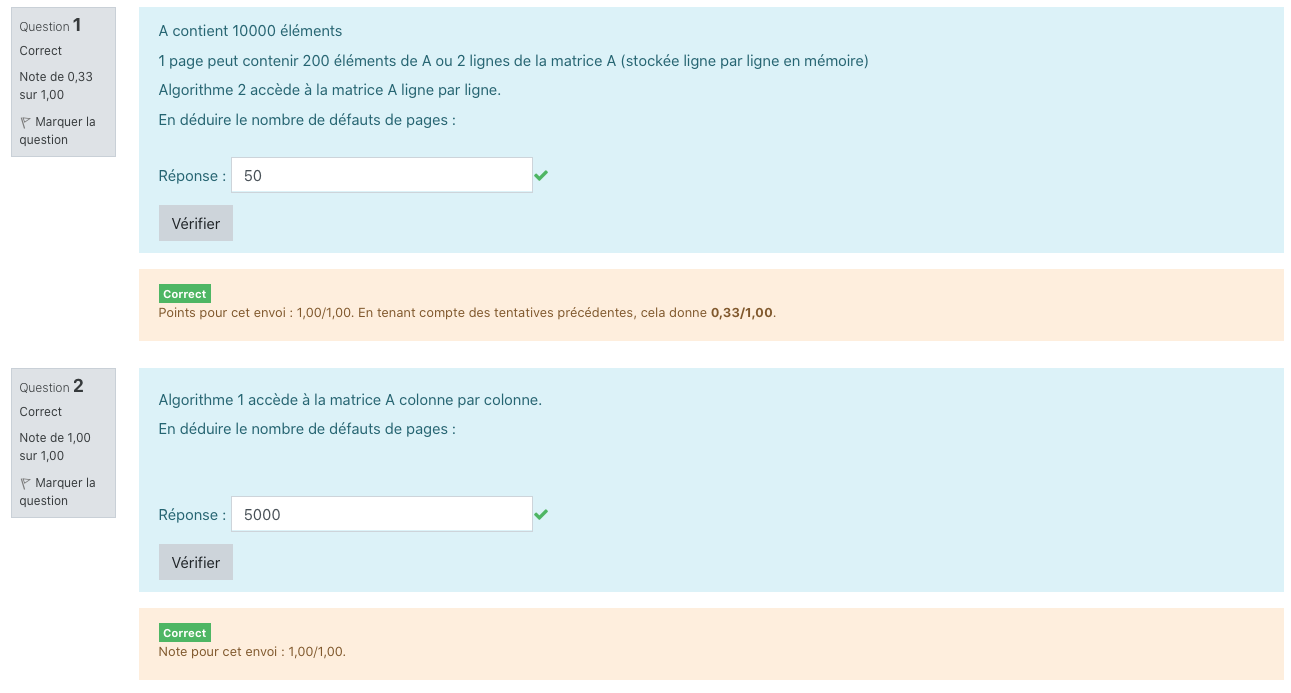 Question 1
Correct
Note de 0,33
sur 1,00
Marquer la
question
A contient 10000 éléments
1 page peut contenir 200 éléments de A ou 2 lignes de la matrice A (stockée ligne par ligne en mémoire)
Algorithme 2 accède à la matrice A ligne par ligne.
En déduire le nombre de défauts de pages :
Réponse : 50
Vérifier
Correct
Points pour cet envoi : 1,00/1,00. En tenant compte des tentatives précédentes, cela donne 0,33/1,00.
Question 2
Correct
Note de 1,00
sur 1,00
Marquer la
question
Algorithme 1 accède à la matrice A colonne par colonne.
En déduire le nombre de défauts de pages :
Réponse : 5000
Vérifier
Correct
Note pour cet envoi : 1,00/1,00.